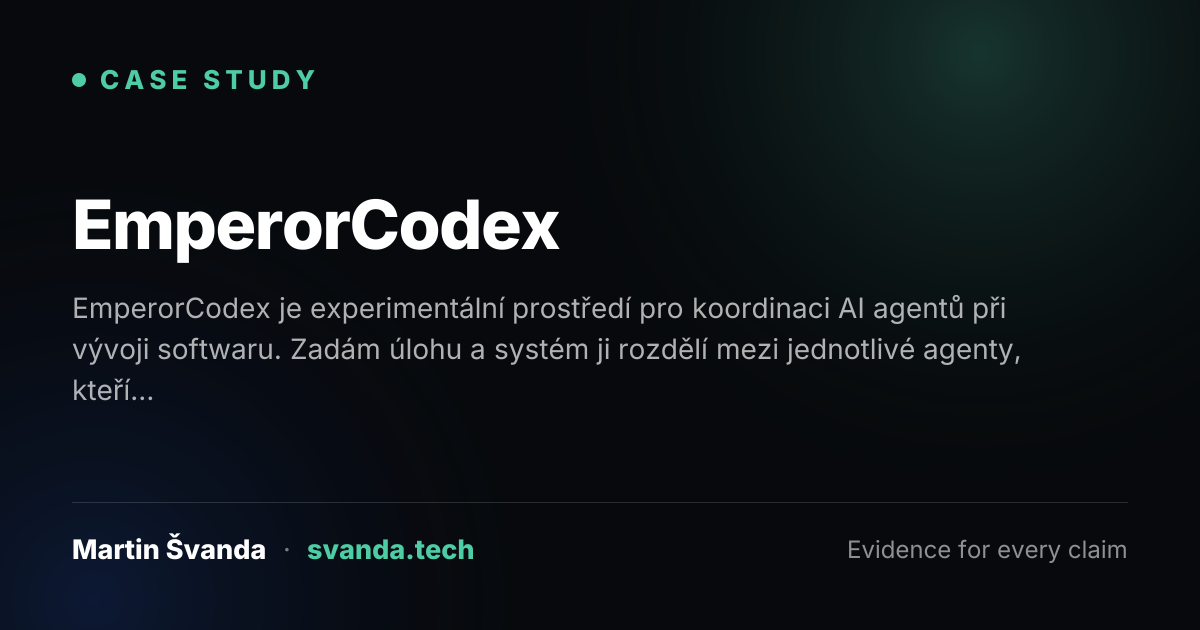 CASE STUDY
EmperorCodex
EmperorCodex je experimentální prostředí pro koordinaci AI agentů při
vývoji softwaru. Zadám úlohu a systém ji rozdělí mezi jednotlivé agenty,
kteří...
Martin Švanda · svanda.tech
Evidence for every claim